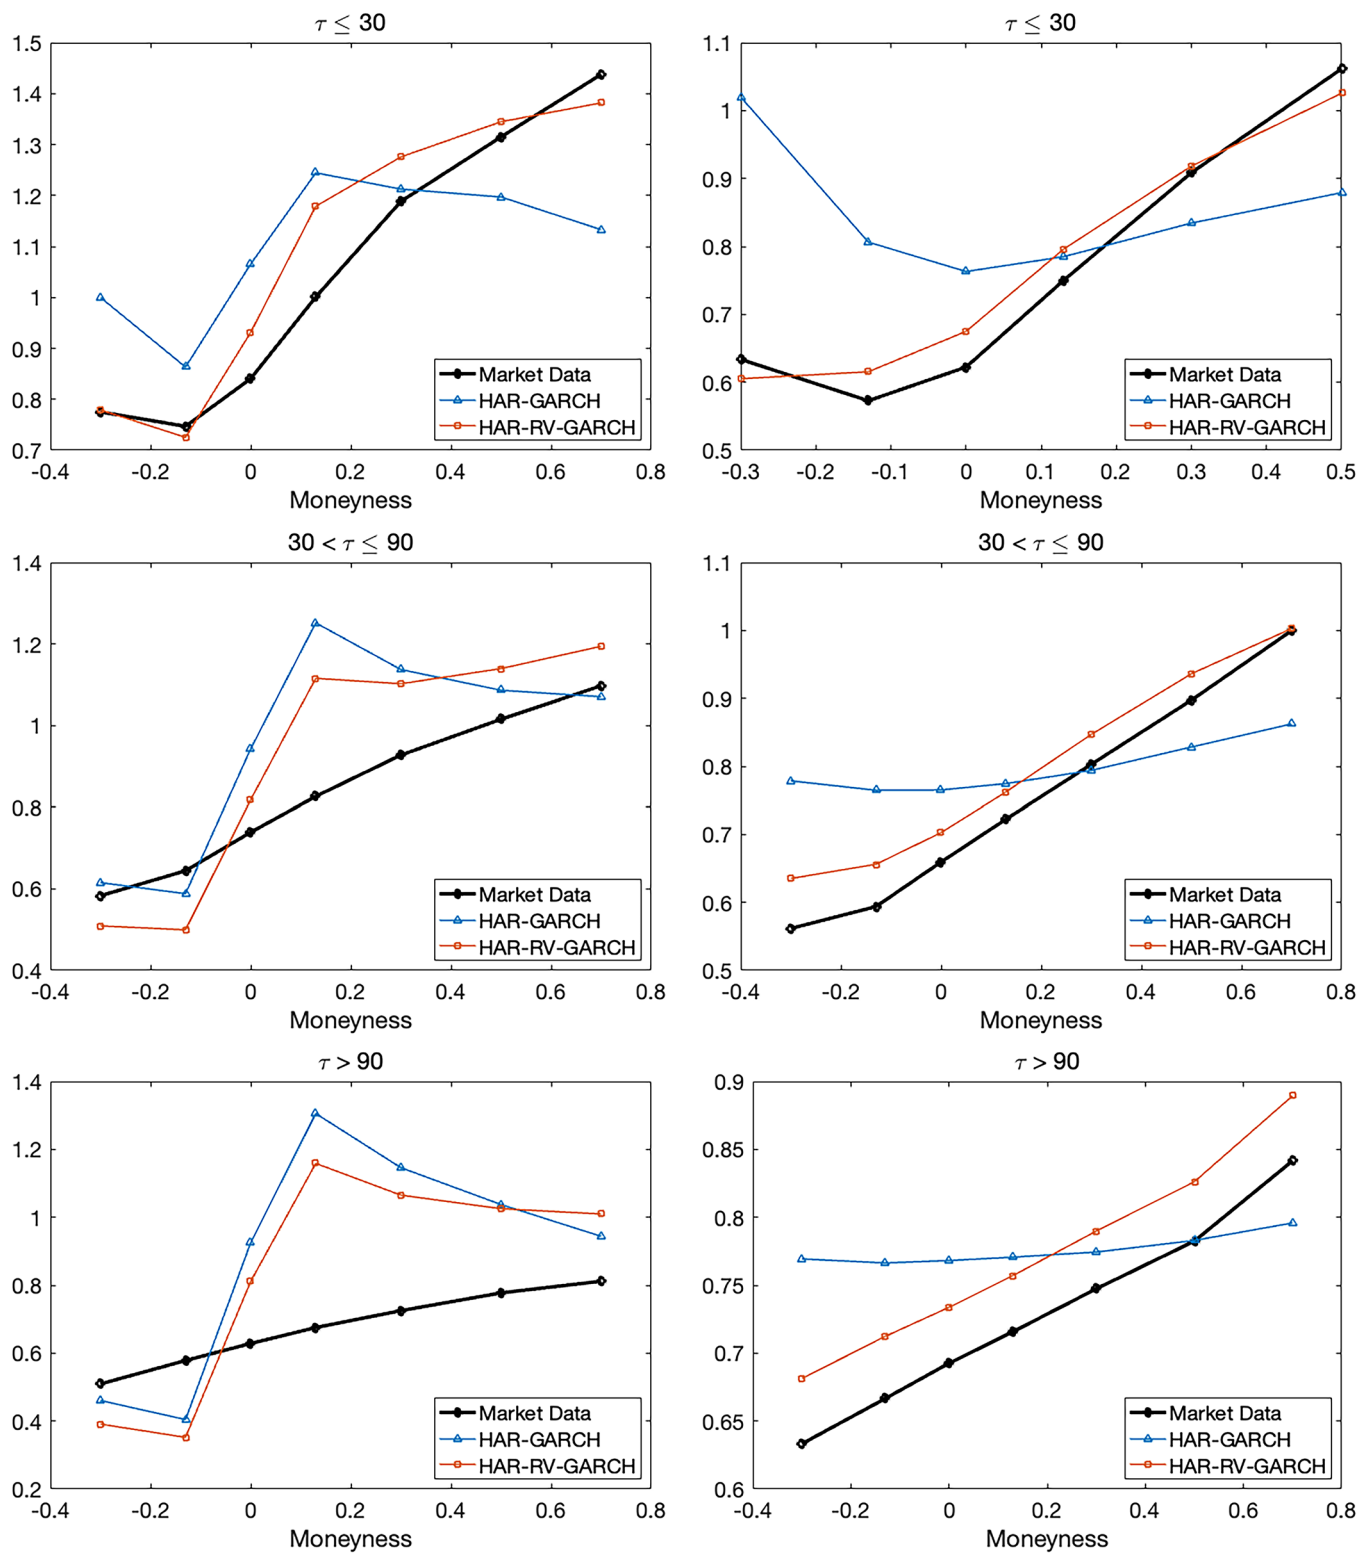 τ ≤ 30
1.5
1.4
1.3
1.2
1.1
1
0.9
0.8
0.7
-0.4 -0.2 0 0.2 0.4 0.6 0.8
Moneyness
Market Data
HAR-GARCH
HAR-RV-GARCH
τ ≤ 30
1.1
1
0.9
0.8
0.7
0.6
0.5
-0.3 -0.2 -0.1 0 0.1 0.2 0.3 0.4 0.5
Moneyness
Market Data
HAR-GARCH
HAR-RV-GARCH
30 < τ ≤ 90
1.4
1.2
1
0.8
0.6
0.4
-0.4 -0.2 0 0.2 0.4 0.6 0.8
Moneyness
Market Data
HAR-GARCH
HAR-RV-GARCH
30 < τ ≤ 90
1.1
1
0.9
0.8
0.7
0.6
0.5
-0.4 -0.2 0 0.2 0.4 0.6 0.8
Moneyness
Market Data
HAR-GARCH
HAR-RV-GARCH
τ > 90
1.4
1.2
1
0.8
0.6
0.4
0.2
-0.4 -0.2 0 0.2 0.4 0.6 0.8
Moneyness
Market Data
HAR-GARCH
HAR-RV-GARCH
τ > 90
0.9
0.85
0.8
0.75
0.7
0.65
0.6
-0.4 -0.2 0 0.2 0.4 0.6 0.8
Moneyness
Market Data
HAR-GARCH
HAR-RV-GARCH